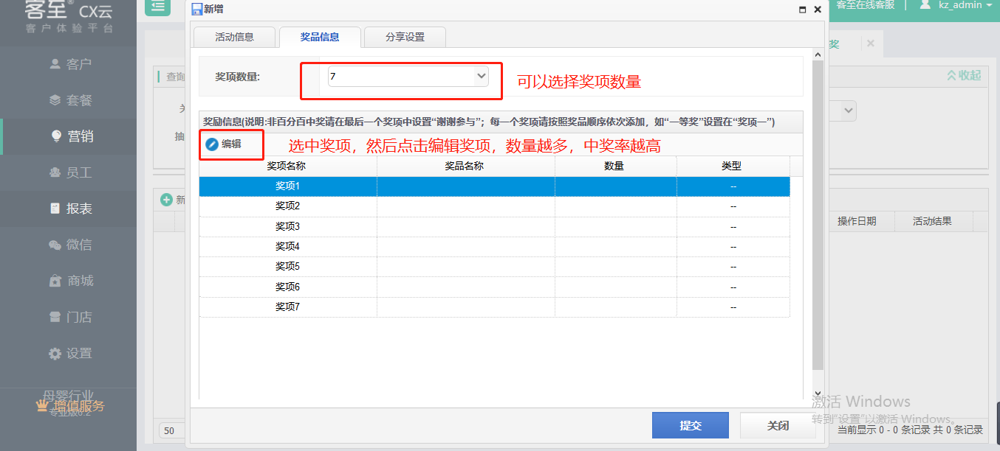 客至® CX云
客户体验平台
客户
套餐
营销
员工
报表
微信
商城
门店
设置
母婴行业
增值服务
专业版6.2
客至在线客服 | kz_admin
奖
查询
收起
抽
新
操作日期 活动结果
50
当前显示 0 - 0 条记录 共 0 条记录
新增
活动信息 奖品信息 分享设置
奖项数量: 7 可以选择奖项数量
奖励信息(说明:非百分百中奖请在最后一个奖项中设置“谢谢参与”；每一个奖项请按照奖品顺序依次添加，如“一等奖”设置在“奖项一”)
编辑 选中奖项，然后点击编辑奖项，数量越多，中奖率越高
奖项名称 奖品名称 数量 类型
奖项1 --
奖项2 --
奖项3 --
奖项4 --
奖项5 --
奖项6 --
奖项7 --
提交 关闭
激活 Windows
转到“设置”以激活 Windows。